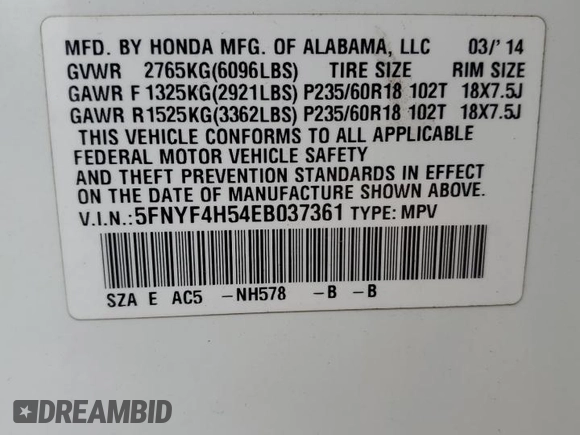 MFD. BY HONDA MFG. OF ALABAMA, LLC 03/'14
GVWR 2765KG(6096LBS) TIRE SIZE RIM SIZE
GAWR F 1325KG(2921LBS) P235/60R18 102T 18X7.5J
GAWR R 1525KG(3362LBS) P235/60R18 102T 18X7.5J
THIS VEHICLE CONFORMS TO ALL APPLICABLE
FEDERAL MOTOR VEHICLE SAFETY
AND THEFT PREVENTION STANDARDS IN EFFECT
ON THE DATE OF MANUFACTURE SHOWN ABOVE.
V.I.N.: 5FNYF4H54EB037361 TYPE: MPV
SZA E AC5 -NH578 -B -B
DREAMBID